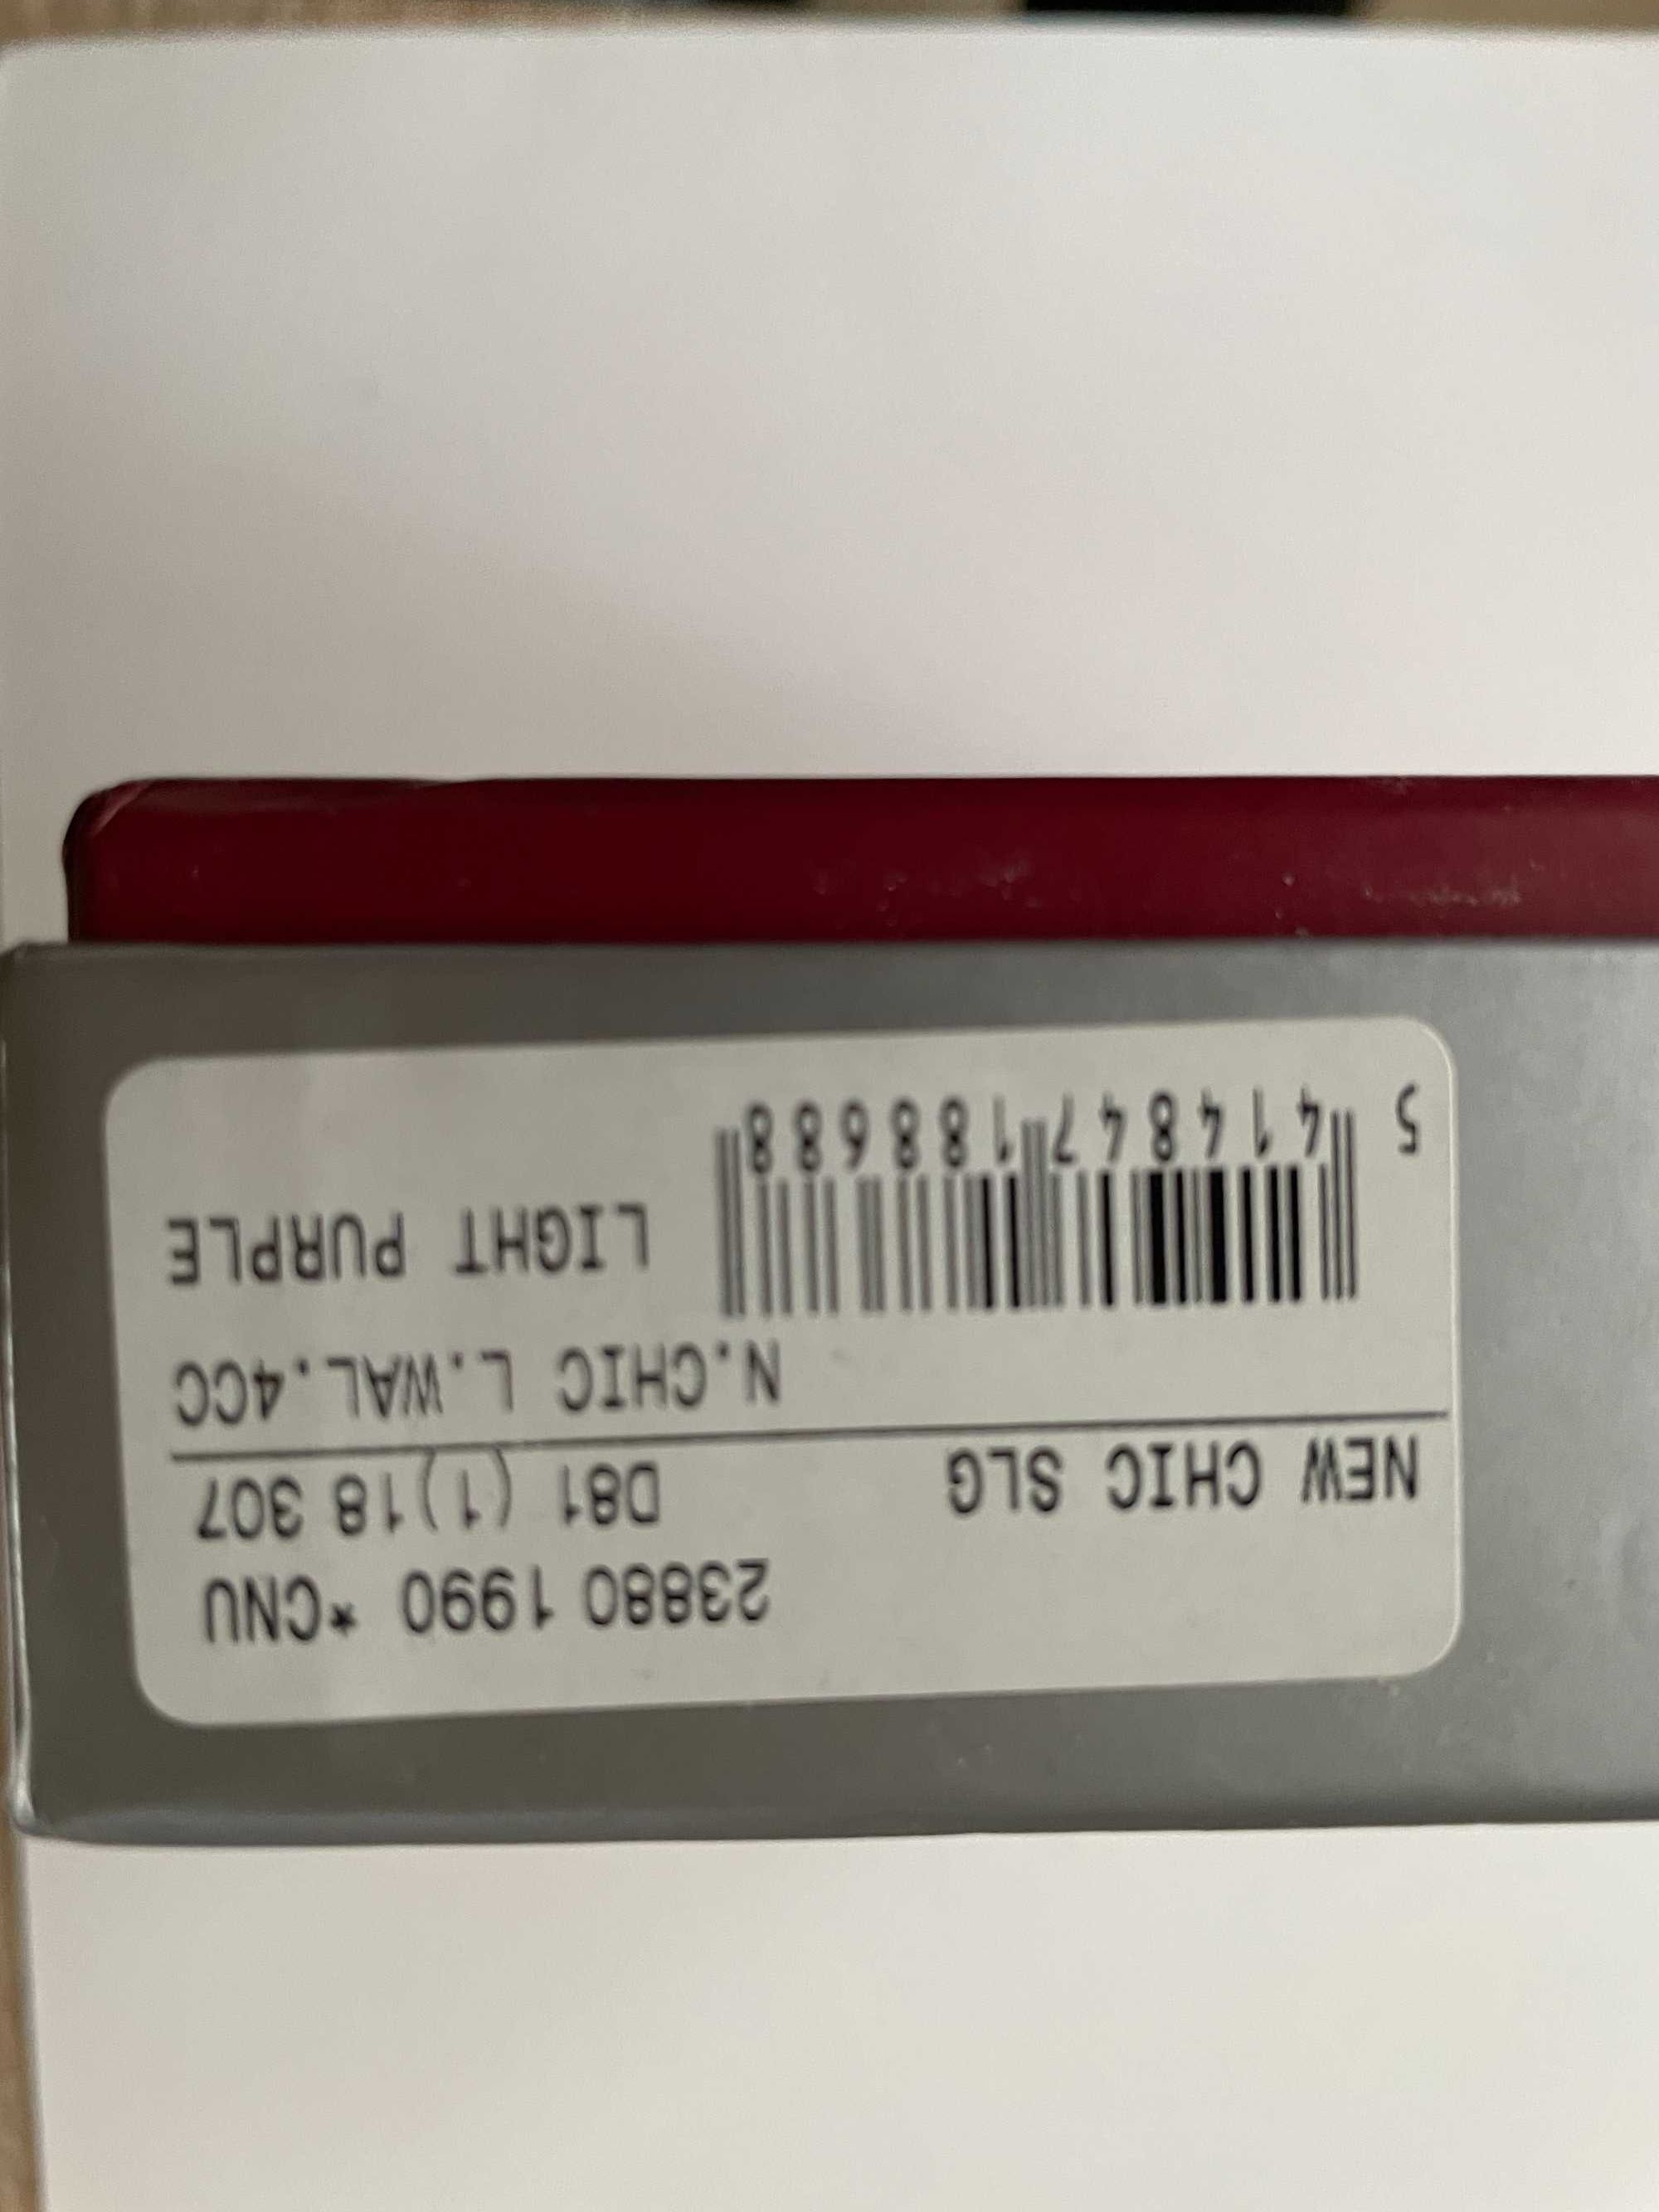 23880 1990 *CNU
NEW CHIC SLG D81 (1)18 307
N.CHIC L.WAL.4CC
LIGHT PURPLE
5 414847 188688